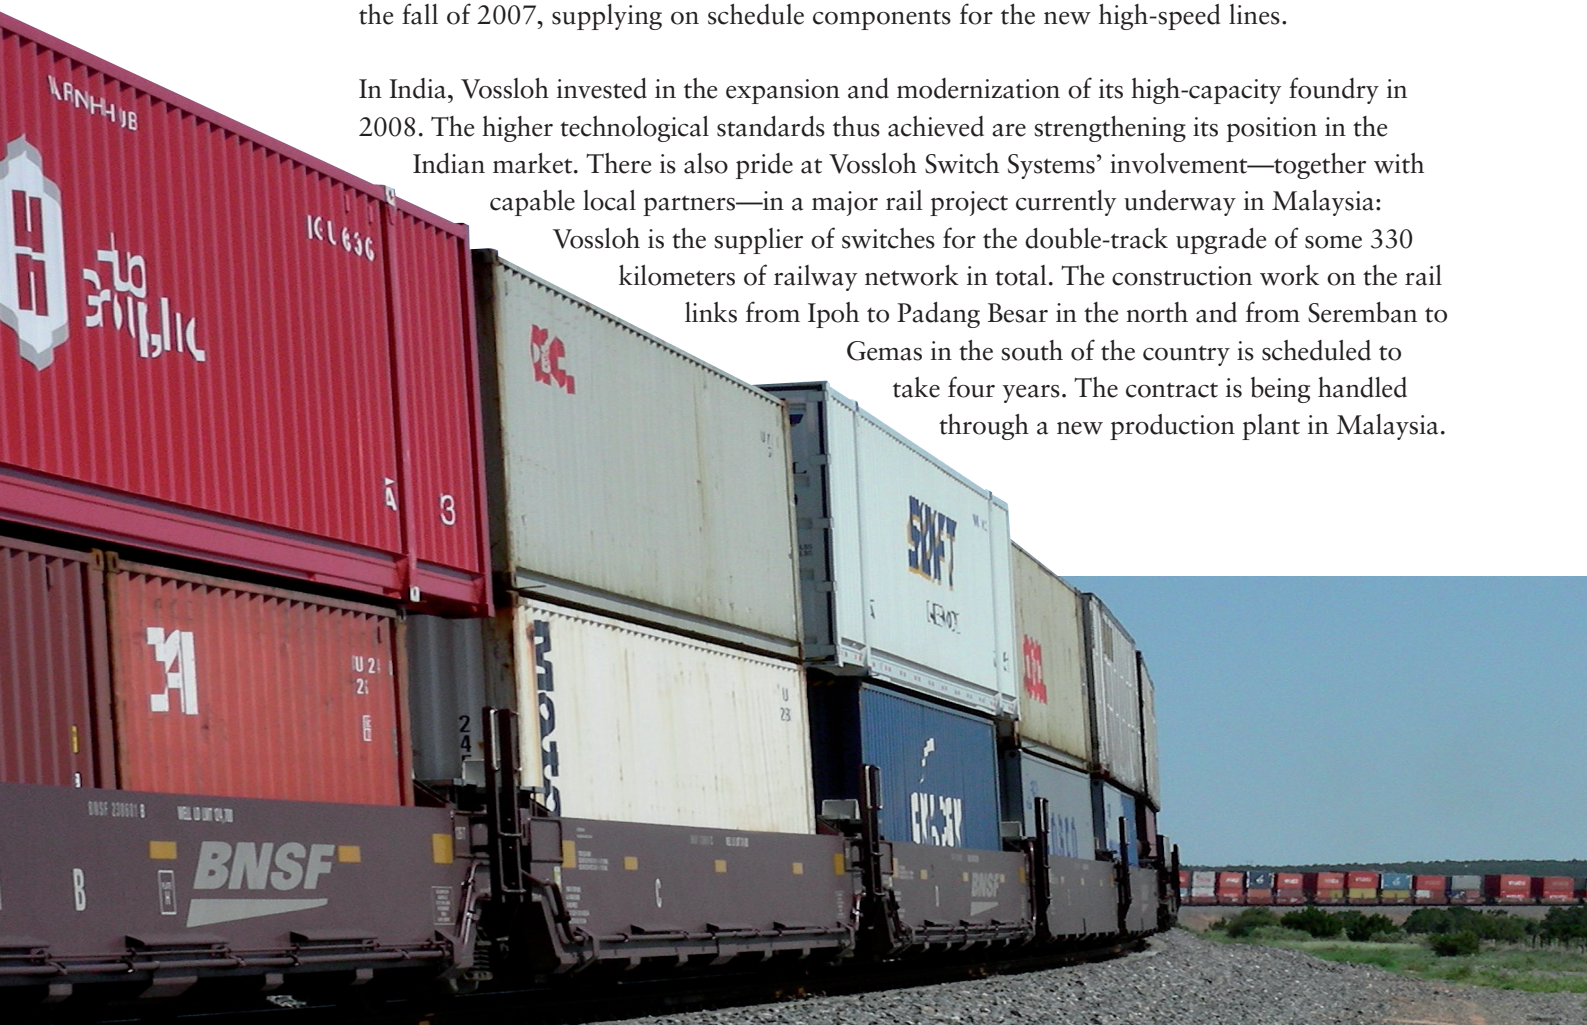 the fall of 2007, supplying on schedule components for the new high-speed lines.
In India, Vossloh invested in the expansion and modernization of its high-capacity foundry in
2008. The higher technological standards thus achieved are strengthening its position in the
Indian market. There is also pride at Vossloh Switch Systems’ involvement—together with
capable local partners—in a major rail project currently underway in Malaysia:
Vossloh is the supplier of switches for the double-track upgrade of some 330
kilometers of railway network in total. The construction work on the rail
links from Ipoh to Padang Besar in the north and from Seremban to
Gemas in the south of the country is scheduled to
take four years. The contract is being handled
through a new production plant in Malaysia.
3
U
BNSF
B
C
BNSF